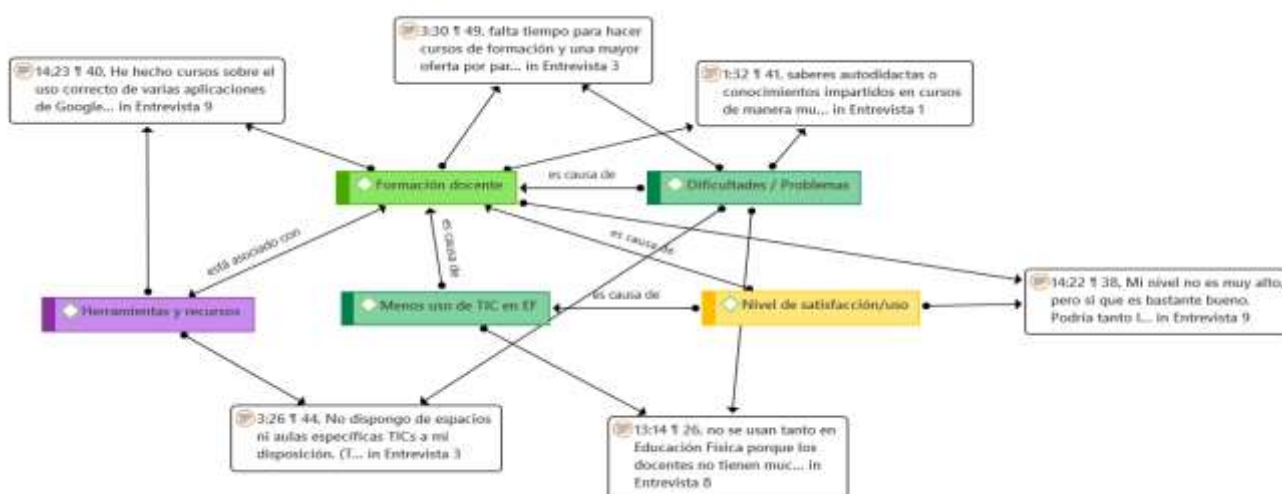 3:30 ¶ 49, falta tiempo para hacer
cursos de formación y una mayor
oferta por par... in Entrevista 3
14:23 ¶ 40, He hecho cursos sobre el
uso correcto de varias aplicaciones
de Google... in Entrevista 9
1:32 ¶ 41, saberes autodidactas o
conocimientos impartidos en cursos
de manera mu... in Entrevista 1
Formación docente
es causa de
Dificultades / Problemas
está asociado con
es causa de
es causa de
Herramientas y recursos
Menos uso de TIC en EF
es causa de
Nivel de satisfacción/uso
14:22 ¶ 38, Mi nivel no es muy alto,
pero si que es bastante bueno.
Podría tanto l... in Entrevista 9
3:26 ¶ 44, No dispongo de espacios
ni aulas específicas TICs a mi
disposición. (T... in Entrevista 3
13:14 ¶ 26, no se usan tanto en
Educación Física porque los
docentes no tienen muc... in
Entrevista 8